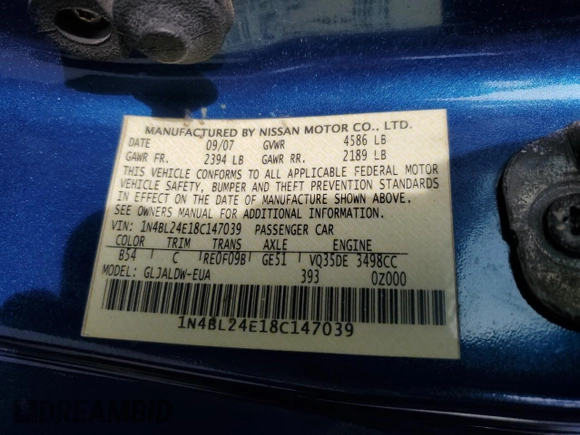 MANUFACTURED BY NISSAN MOTOR CO., LTD.
DATE 09/07 GVWR 4586 LB
GAWR FR. 2394 LB GAWR RR. 2189 LB
THIS VEHICLE CONFORMS TO ALL APPLICABLE FEDERAL MOTOR
VEHICLE SAFETY, BUMPER AND THEFT PREVENTION STANDARDS
IN EFFECT ON THE DATE OF MANUFACTURE SHOWN ABOVE.
SEE OWNERS MANUAL FOR ADDITIONAL INFORMATION.
VIN: 1N4BL24E18C147039 PASSENGER CAR
COLOR TRIM TRANS AXLE ENGINE
B54 C RE0F09B GE51 VQ35DE 3498CC
MODEL: GLJALDW-EUA 393 0Z000
1N4BL24E18C147039
DREAMBID